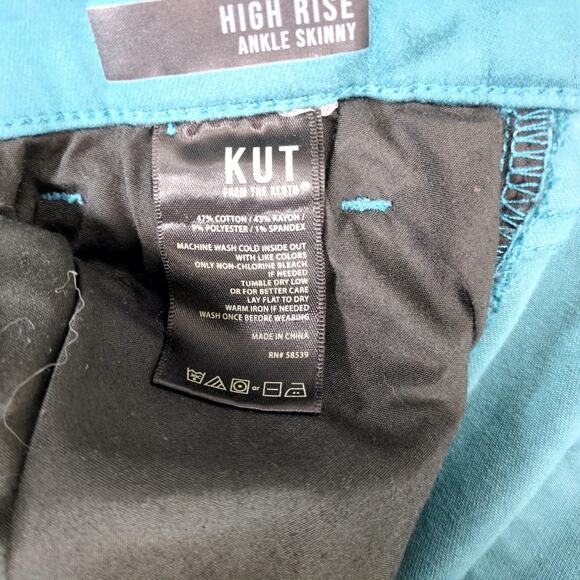 HIGH RISE
ANKLE SKINNY
KUT
FROM THE KLOTH®
47% COTTON / 43% RAYON /
9% POLYESTER / 1% SPANDEX
MACHINE WASH COLD INSIDE OUT
WITH LIKE COLORS
ONLY NON-CHLORINE BLEACH
IF NEEDED
TUMBLE DRY LOW
OR FOR BETTER CARE
LAY FLAT TO DRY
WARM IRON IF NEEDED
WASH ONCE BEFORE WEARING
MADE IN CHINA
RN# 58539
or